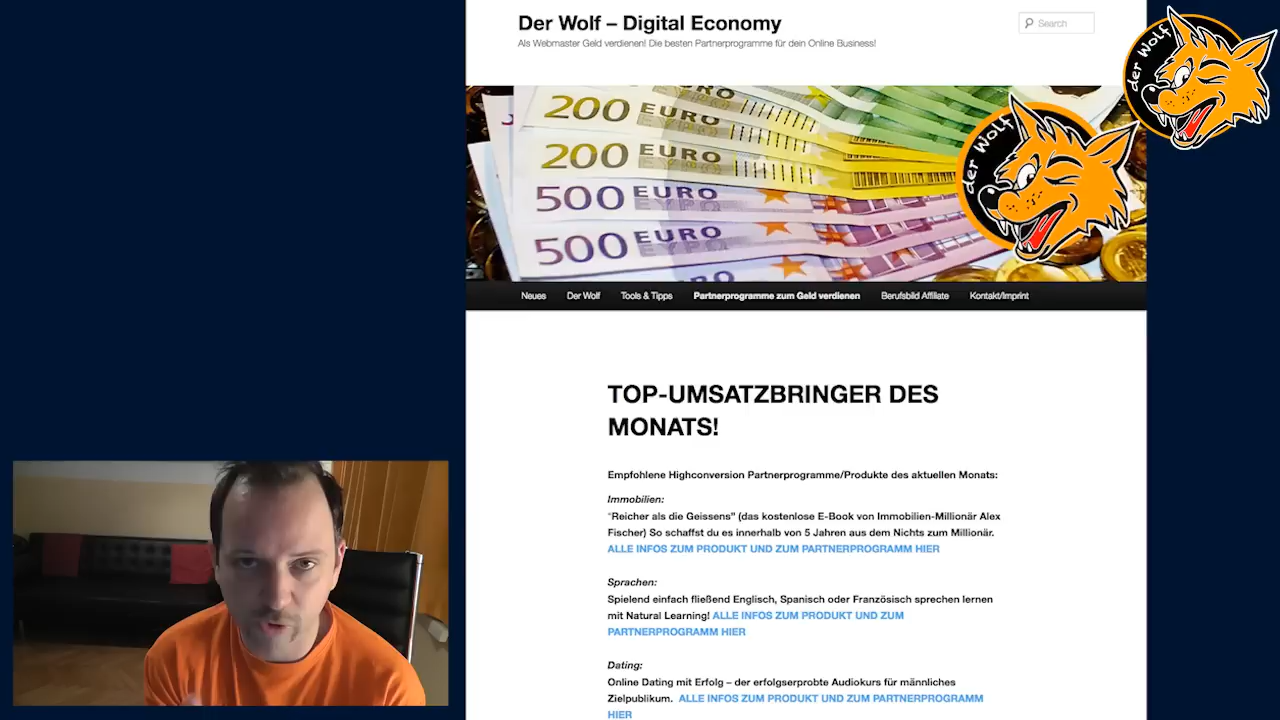 Der Wolf – Digital Economy
Als Webmaster Geld verdienen! Die besten Partnerprogramme für dein Online Business!
Search
der Wolf
200 EURO
200 EURO
500 EURO
500 EURO
der Wolf
Neues Der Wolf Tools & Tipps Partnerprogramme zum Geld verdienen Berufsbild Affiliate Kontakt/Imprint
TOP-UMSATZBRINGER DES
MONATS!
Empfohlene Highconversion Partnerprogramme/Produkte des aktuellen Monats:
Immobilien:
“Reicher als die Geissens” (das kostenlose E-Book von Immobilien-Millionär Alex
Fischer) So schaffst du es innerhalb von 5 Jahren aus dem Nichts zum Millionär.
ALLE INFOS ZUM PRODUKT UND ZUM PARTNERPROGRAMM HIER
Sprachen:
Spielend einfach fließend Englisch, Spanisch oder Französisch sprechen lernen
mit Natural Learning! ALLE INFOS ZUM PRODUKT UND ZUM
PARTNERPROGRAMM HIER
Dating:
Online Dating mit Erfolg – der erfolgserprobte Audiokurs für männliches
Zielpublikum. ALLE INFOS ZUM PRODUKT UND ZUM PARTNERPROGRAMM
HIER